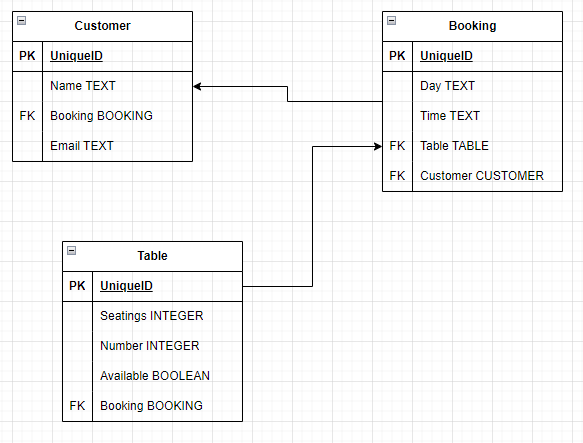 Customer
PK UniqueID
Name TEXT
FK Booking BOOKING
Email TEXT
Booking
PK UniqueID
Day TEXT
Time TEXT
FK Table TABLE
FK Customer CUSTOMER
Table
PK UniqueID
Seatings INTEGER
Number INTEGER
Available BOOLEAN
FK Booking BOOKING